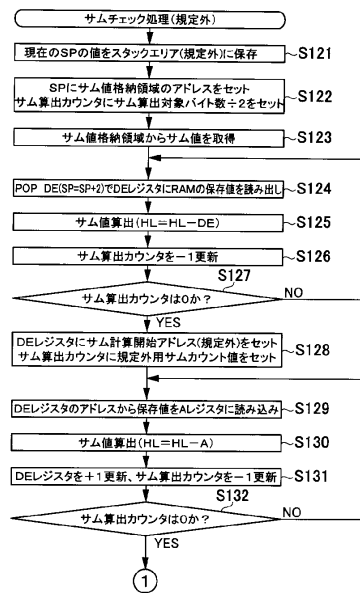 サムチェック処理(規定外)
現在のSPの値をスタックエリア(規定外)に保存
S121
SPにサム値格納領域のアドレスをセット
サム算出カウンタにサム算出対象バイト数÷2をセット
S122
サム値格納領域からサム値を取得
S123
POP DE(SP=SP+2)でDEレジスタにRAMの保存値を読み出し
S124
サム値算出(HL=HL−DE)
S125
サム算出カウンタを−1更新
S126
S127
サム算出カウンタは0か?
NO
YES
DEレジスタにサム計算開始アドレス(規定外)をセット
サム算出カウンタに規定外用サムカウント値をセット
S128
DEレジスタのアドレスから保存値をAレジスタに読み込み
S129
サム値算出(HL=HL−A)
S130
DEレジスタを+1更新、サム算出カウンタを−1更新
S131
S132
サム算出カウンタは0か?
NO
YES
1